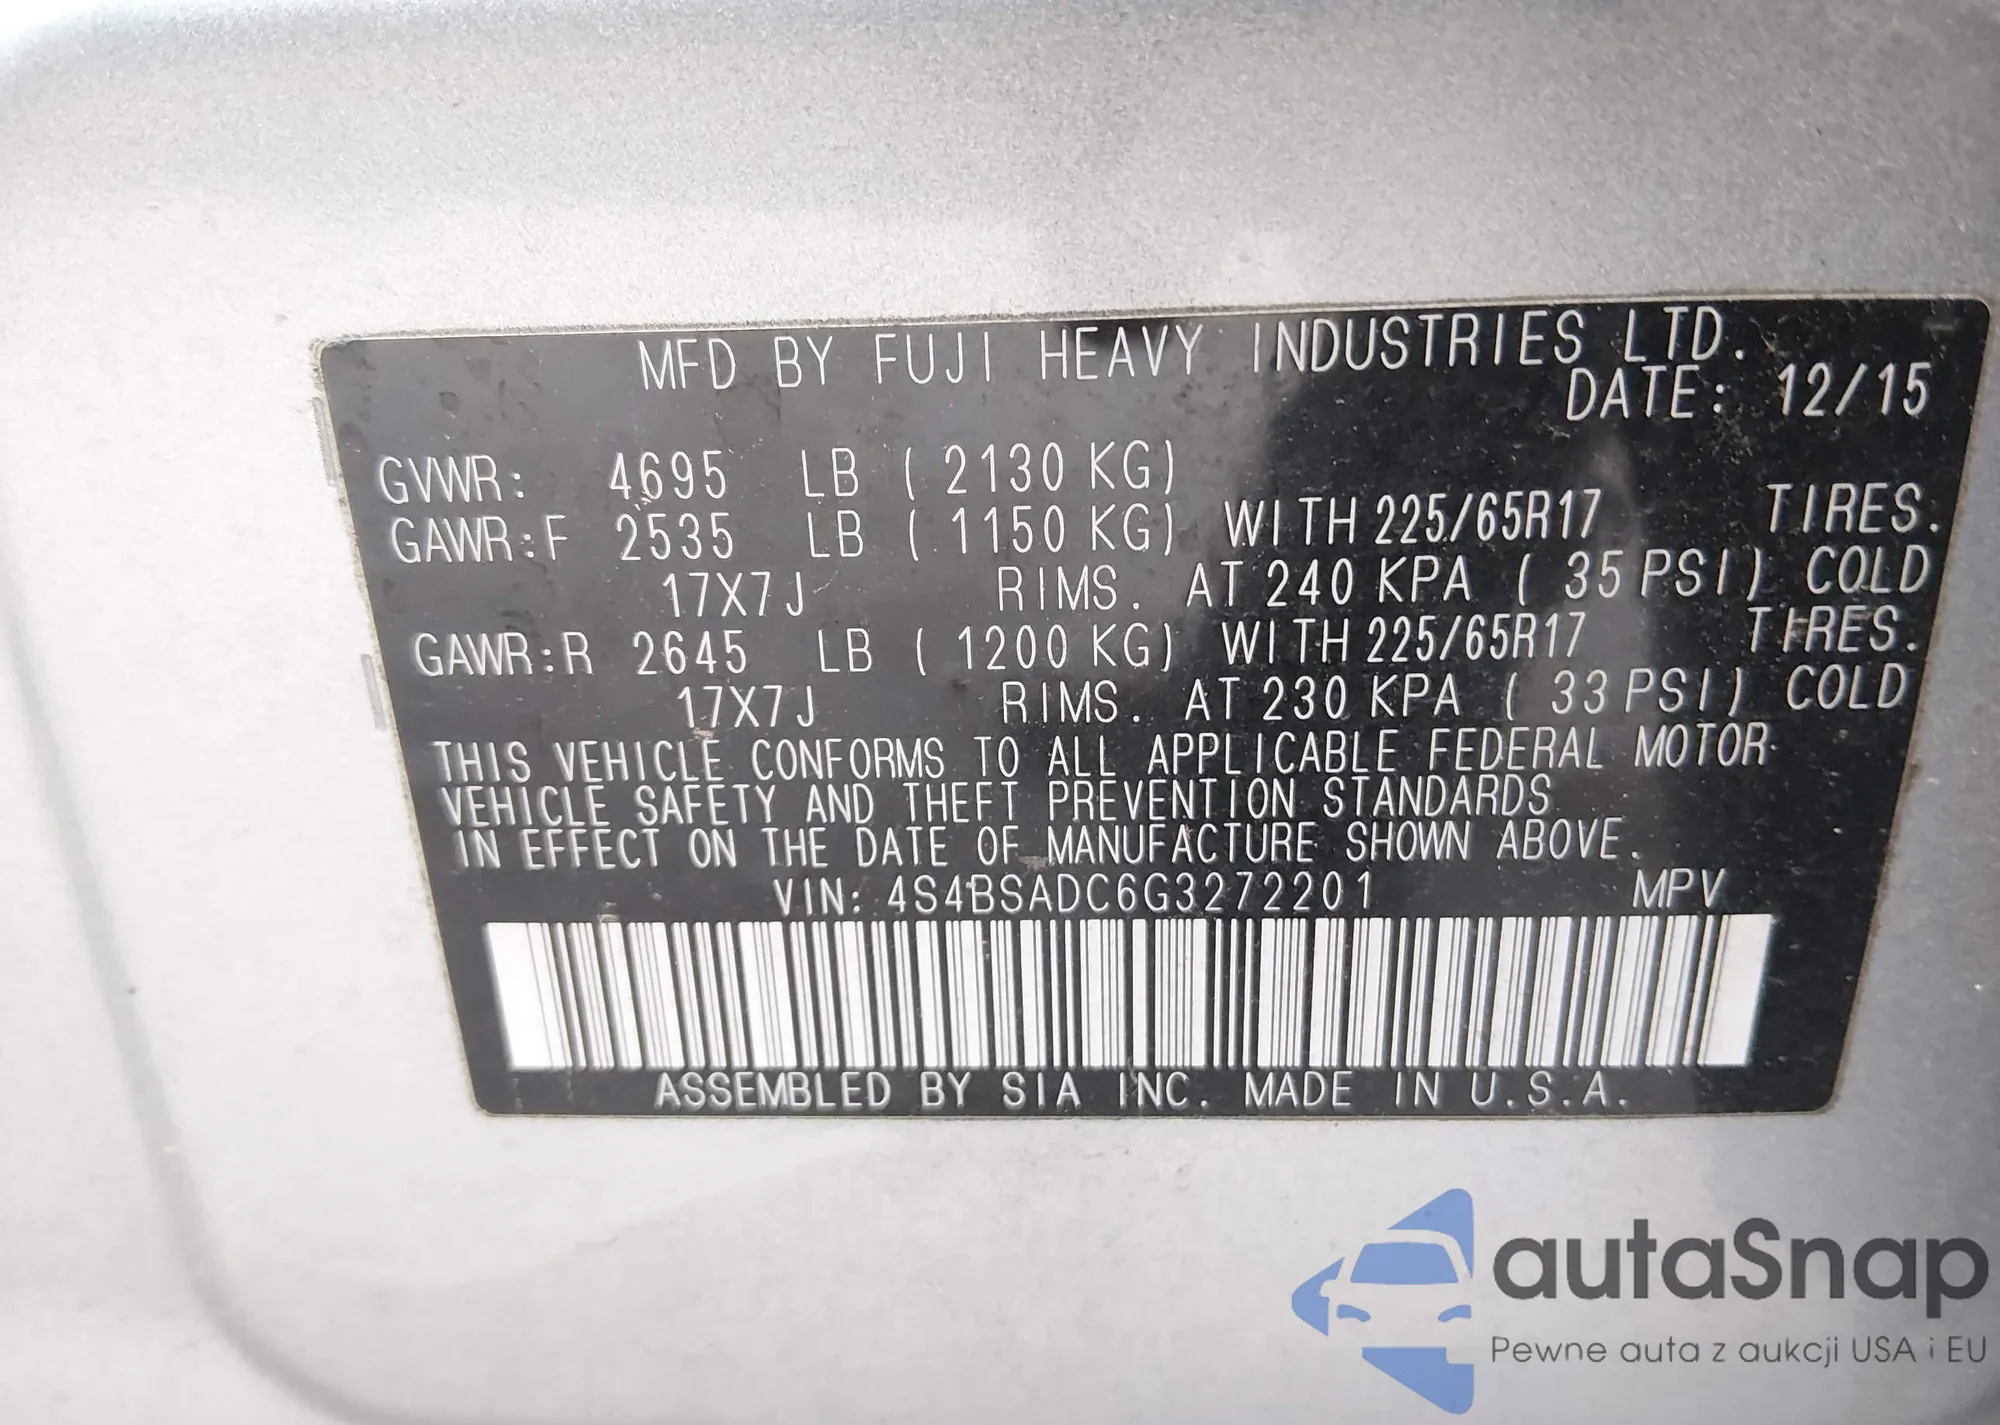 MFD BY FUJI HEAVY INDUSTRIES LTD.
DATE: 12/15
GVWR: 4695 LB ( 2130 KG)
GAWR:F 2535 LB ( 1150 KG) WITH 225/65R17 TIRES.
17X7J RIMS. AT 240 KPA ( 35 PSI) COLD
GAWR:R 2645 LB ( 1200 KG) WITH 225/65R17 TIRES.
17X7J RIMS. AT 230 KPA ( 33 PSI) COLD
THIS VEHICLE CONFORMS TO ALL APPLICABLE FEDERAL MOTOR
VEHICLE SAFETY AND THEFT PREVENTION STANDARDS
IN EFFECT ON THE DATE OF MANUFACTURE SHOWN ABOVE.
VIN: 4S4BSADC6G3272201 MPV
ASSEMBLED BY SIA INC. MADE IN U.S.A.
autaSnap
Pewne auta z aukcji USA i EU